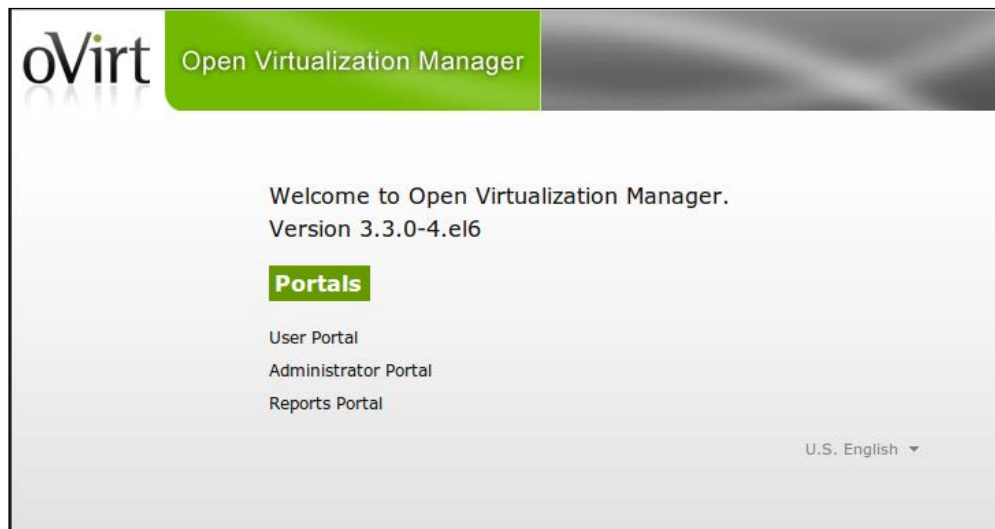 oVirt
Open Virtualization Manager
Welcome to Open Virtualization Manager.
Version 3.3.0-4.el6
Portals
User Portal
Administrator Portal
Reports Portal
U.S. English